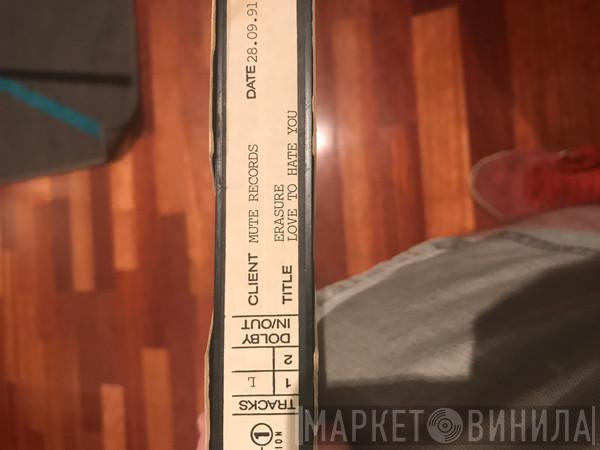 DATE 28.09.91
CLIENT MUTE RECORDS
TITLE ERASURE
LOVE TO HATE YOU
DOLBY
IN/OUT
TRACKS 1 2
L
МАРКЕТ ВИНИЛА